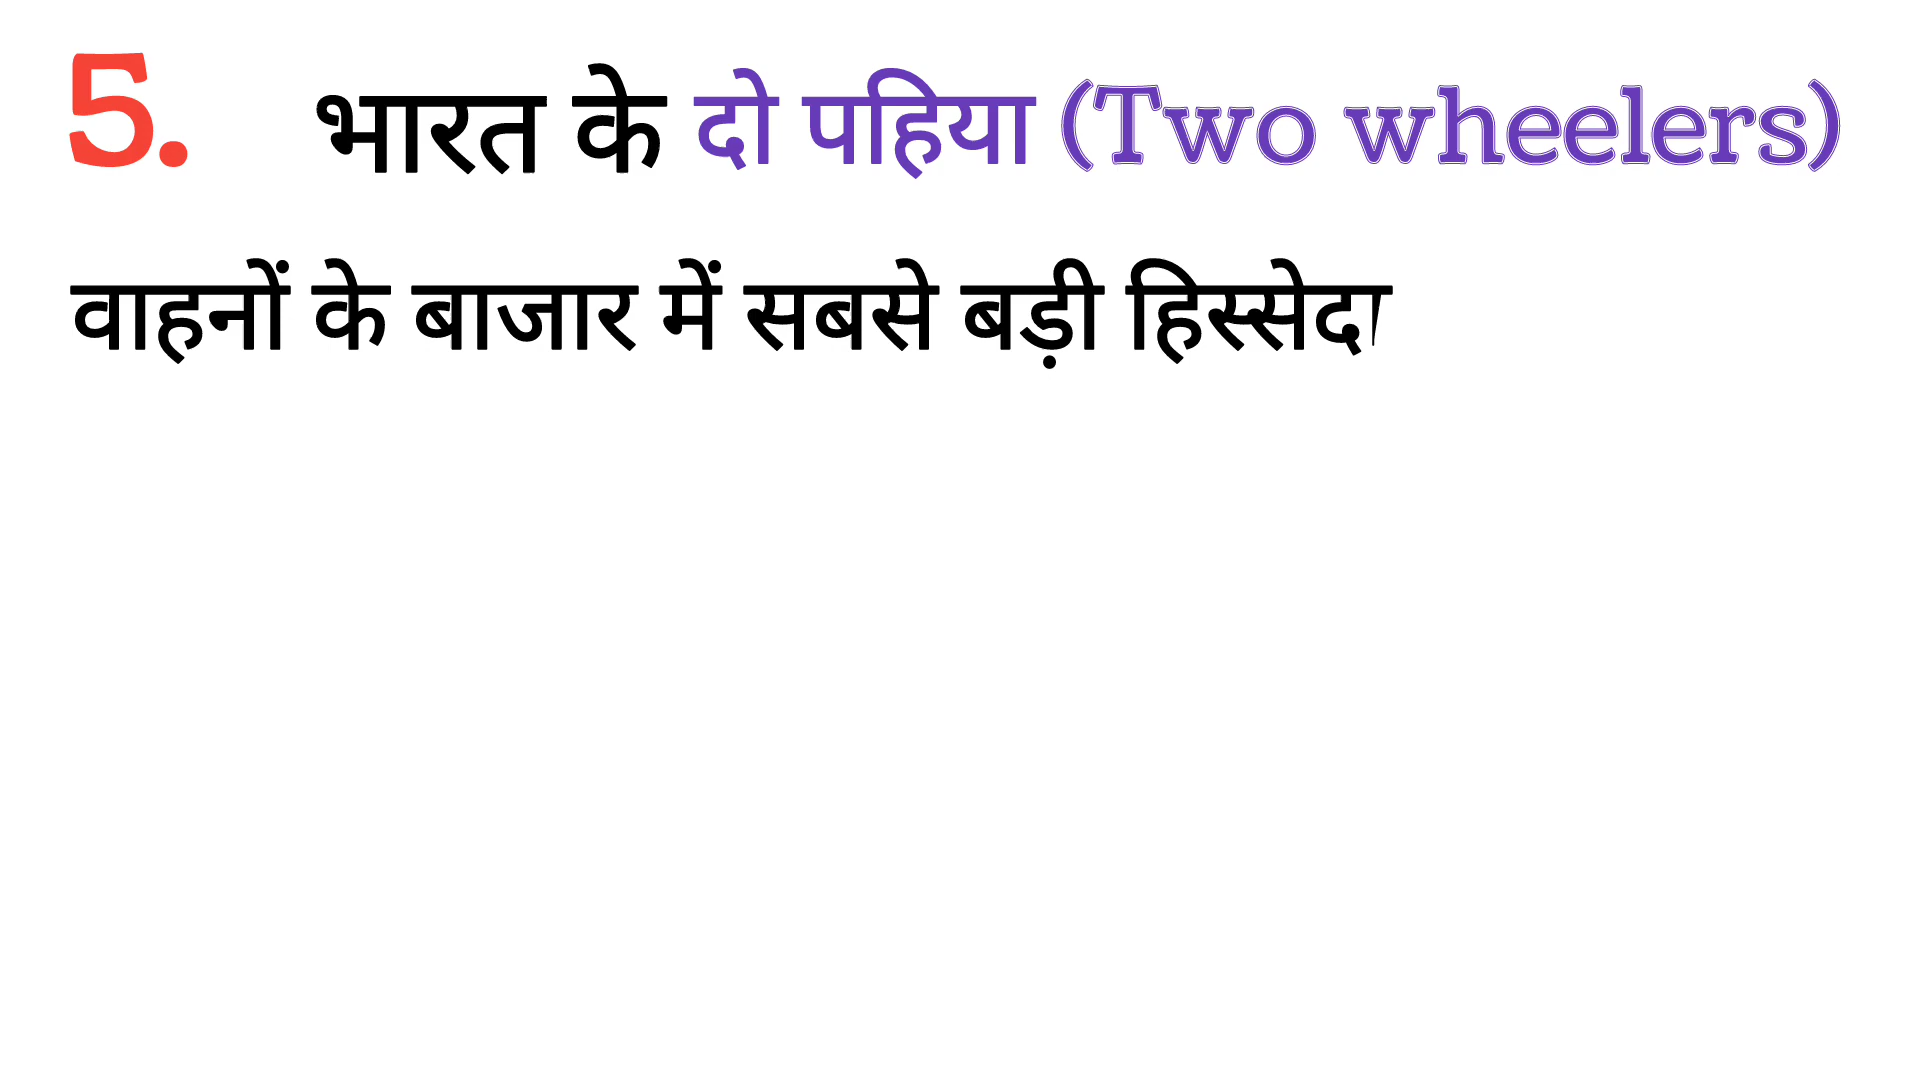 5. भारत के दो पहिया (Two wheelers)
वाहनों के बाजार में सबसे बड़ी हिस्सेदा